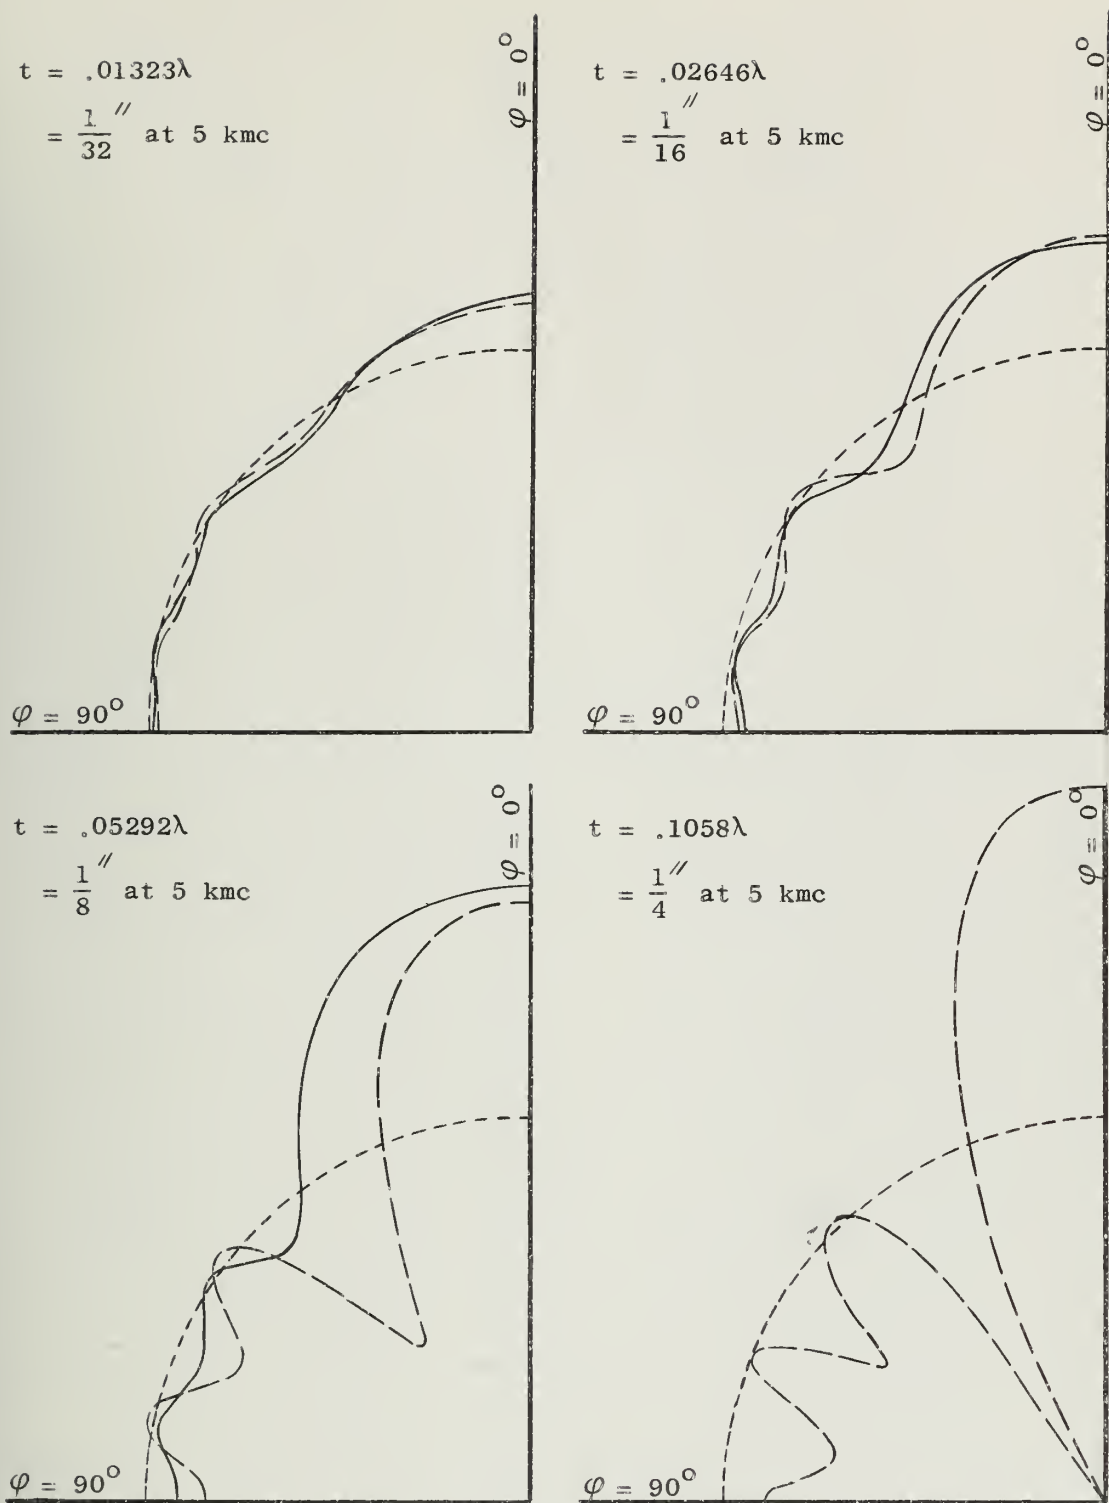 t = .01323λ
= 1/32″ at 5 kmc
φ = 0°
φ = 90°
t = .02646λ
= 1/16″ at 5 kmc
φ = 0°
φ = 90°
t = .05292λ
= 1/8″ at 5 kmc
φ = 0°
φ = 90°
t = .1058λ
= 1/4″ at 5 kmc
φ = 0°
φ = 90°